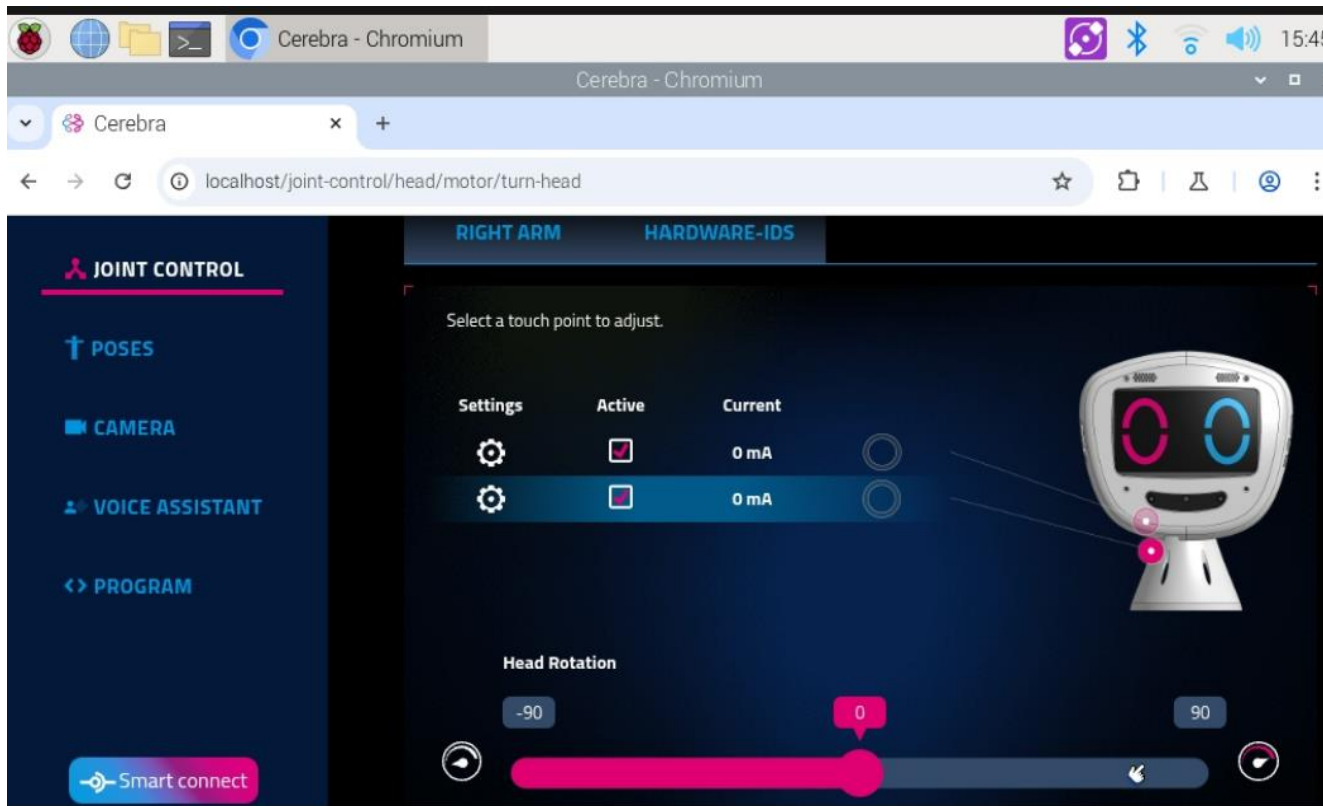 Cerebra - Chromium
15:45
Cerebra - Chromium
Cerebra
localhost/joint-control/head/motor/turn-head
RIGHT ARM HARDWARE-IDS
JOINT CONTROL
Select a touch point to adjust.
POSES
Settings Active Current
CAMERA
0 mA
0 mA
VOICE ASSISTANT
PROGRAM
Head Rotation
-90 0 90
Smart connect